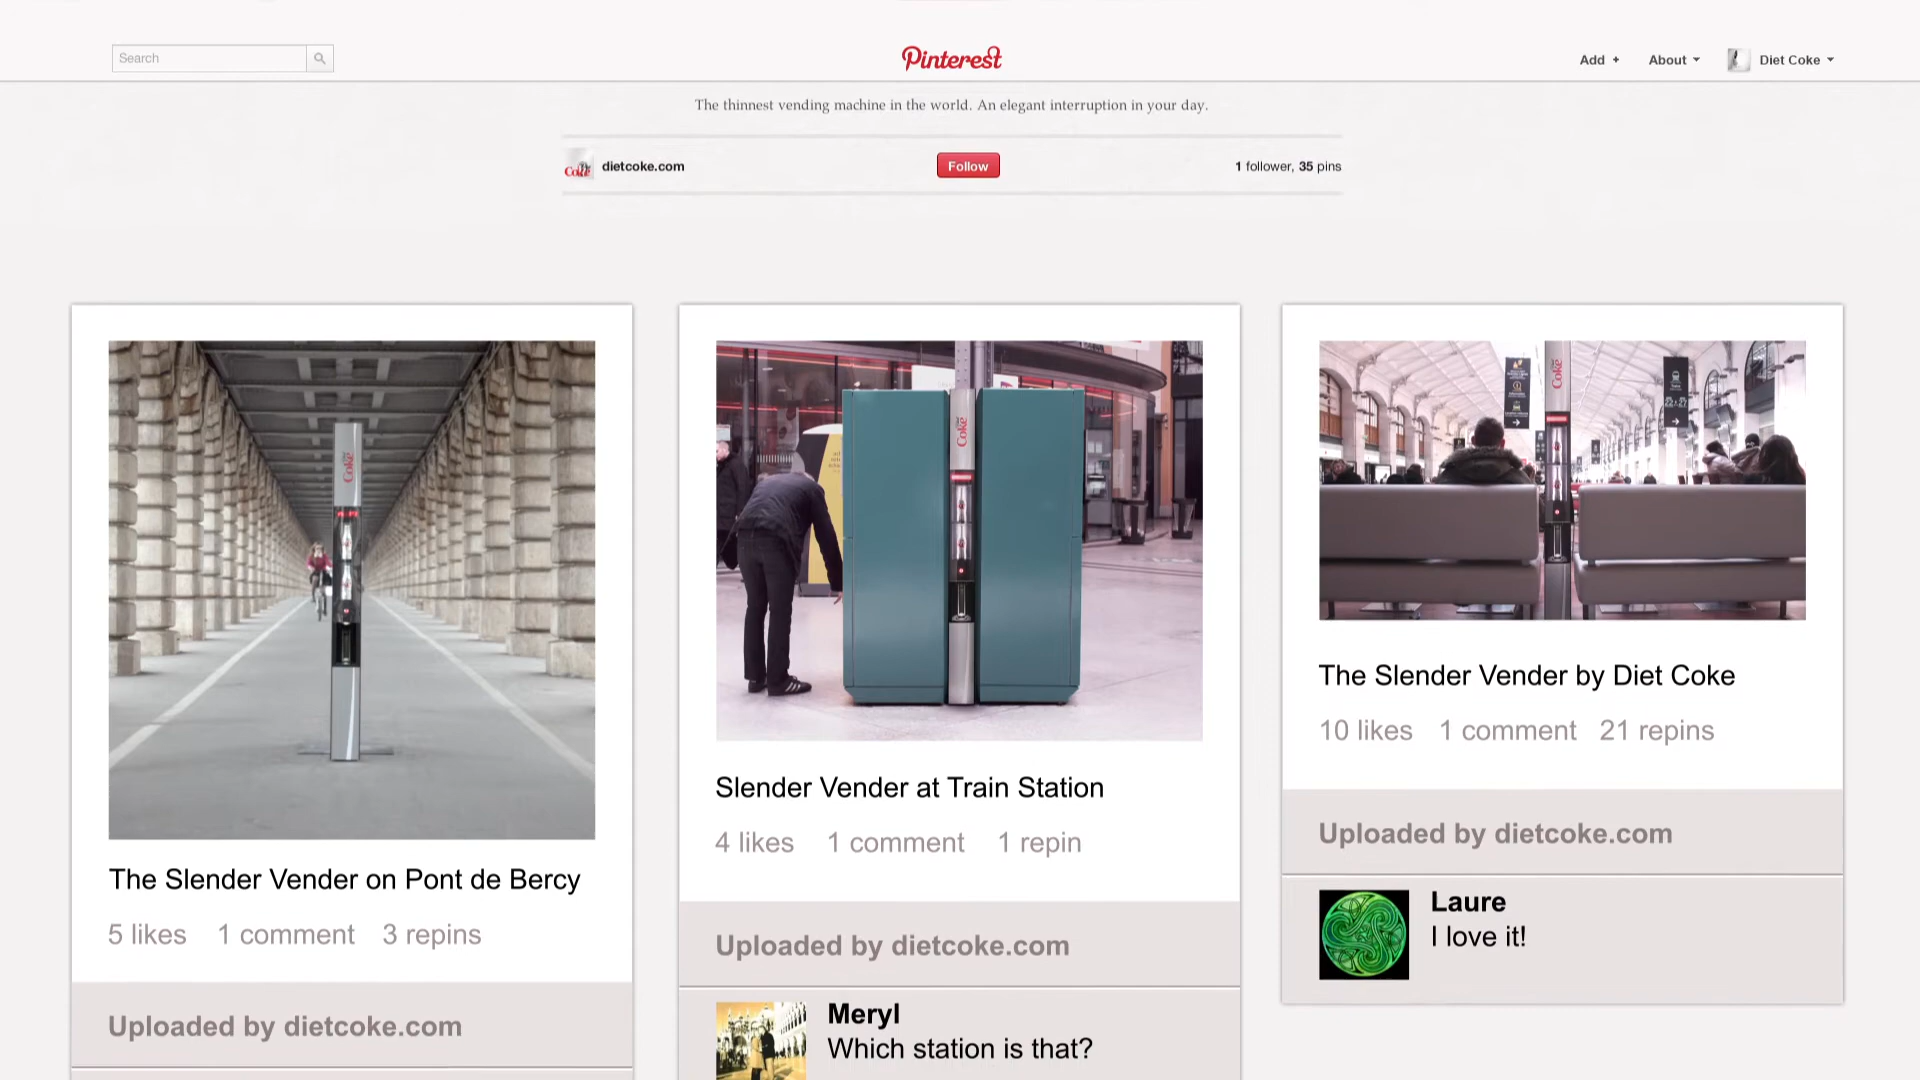 Search
Pinterest
Add +
About
Diet Coke
The thinnest vending machine in the world. An elegant interruption in your day.
Coke
dietcoke.com
Follow
1 follower, 35 pins
Coke
The Slender Vender on Pont de Bercy
5 likes 1 comment 3 repins
Uploaded by dietcoke.com
Coke
Slender Vender at Train Station
4 likes 1 comment 1 repin
Uploaded by dietcoke.com
Meryl
Which station is that?
Coke
The Slender Vender by Diet Coke
10 likes 1 comment 21 repins
Uploaded by dietcoke.com
Laure
I love it!